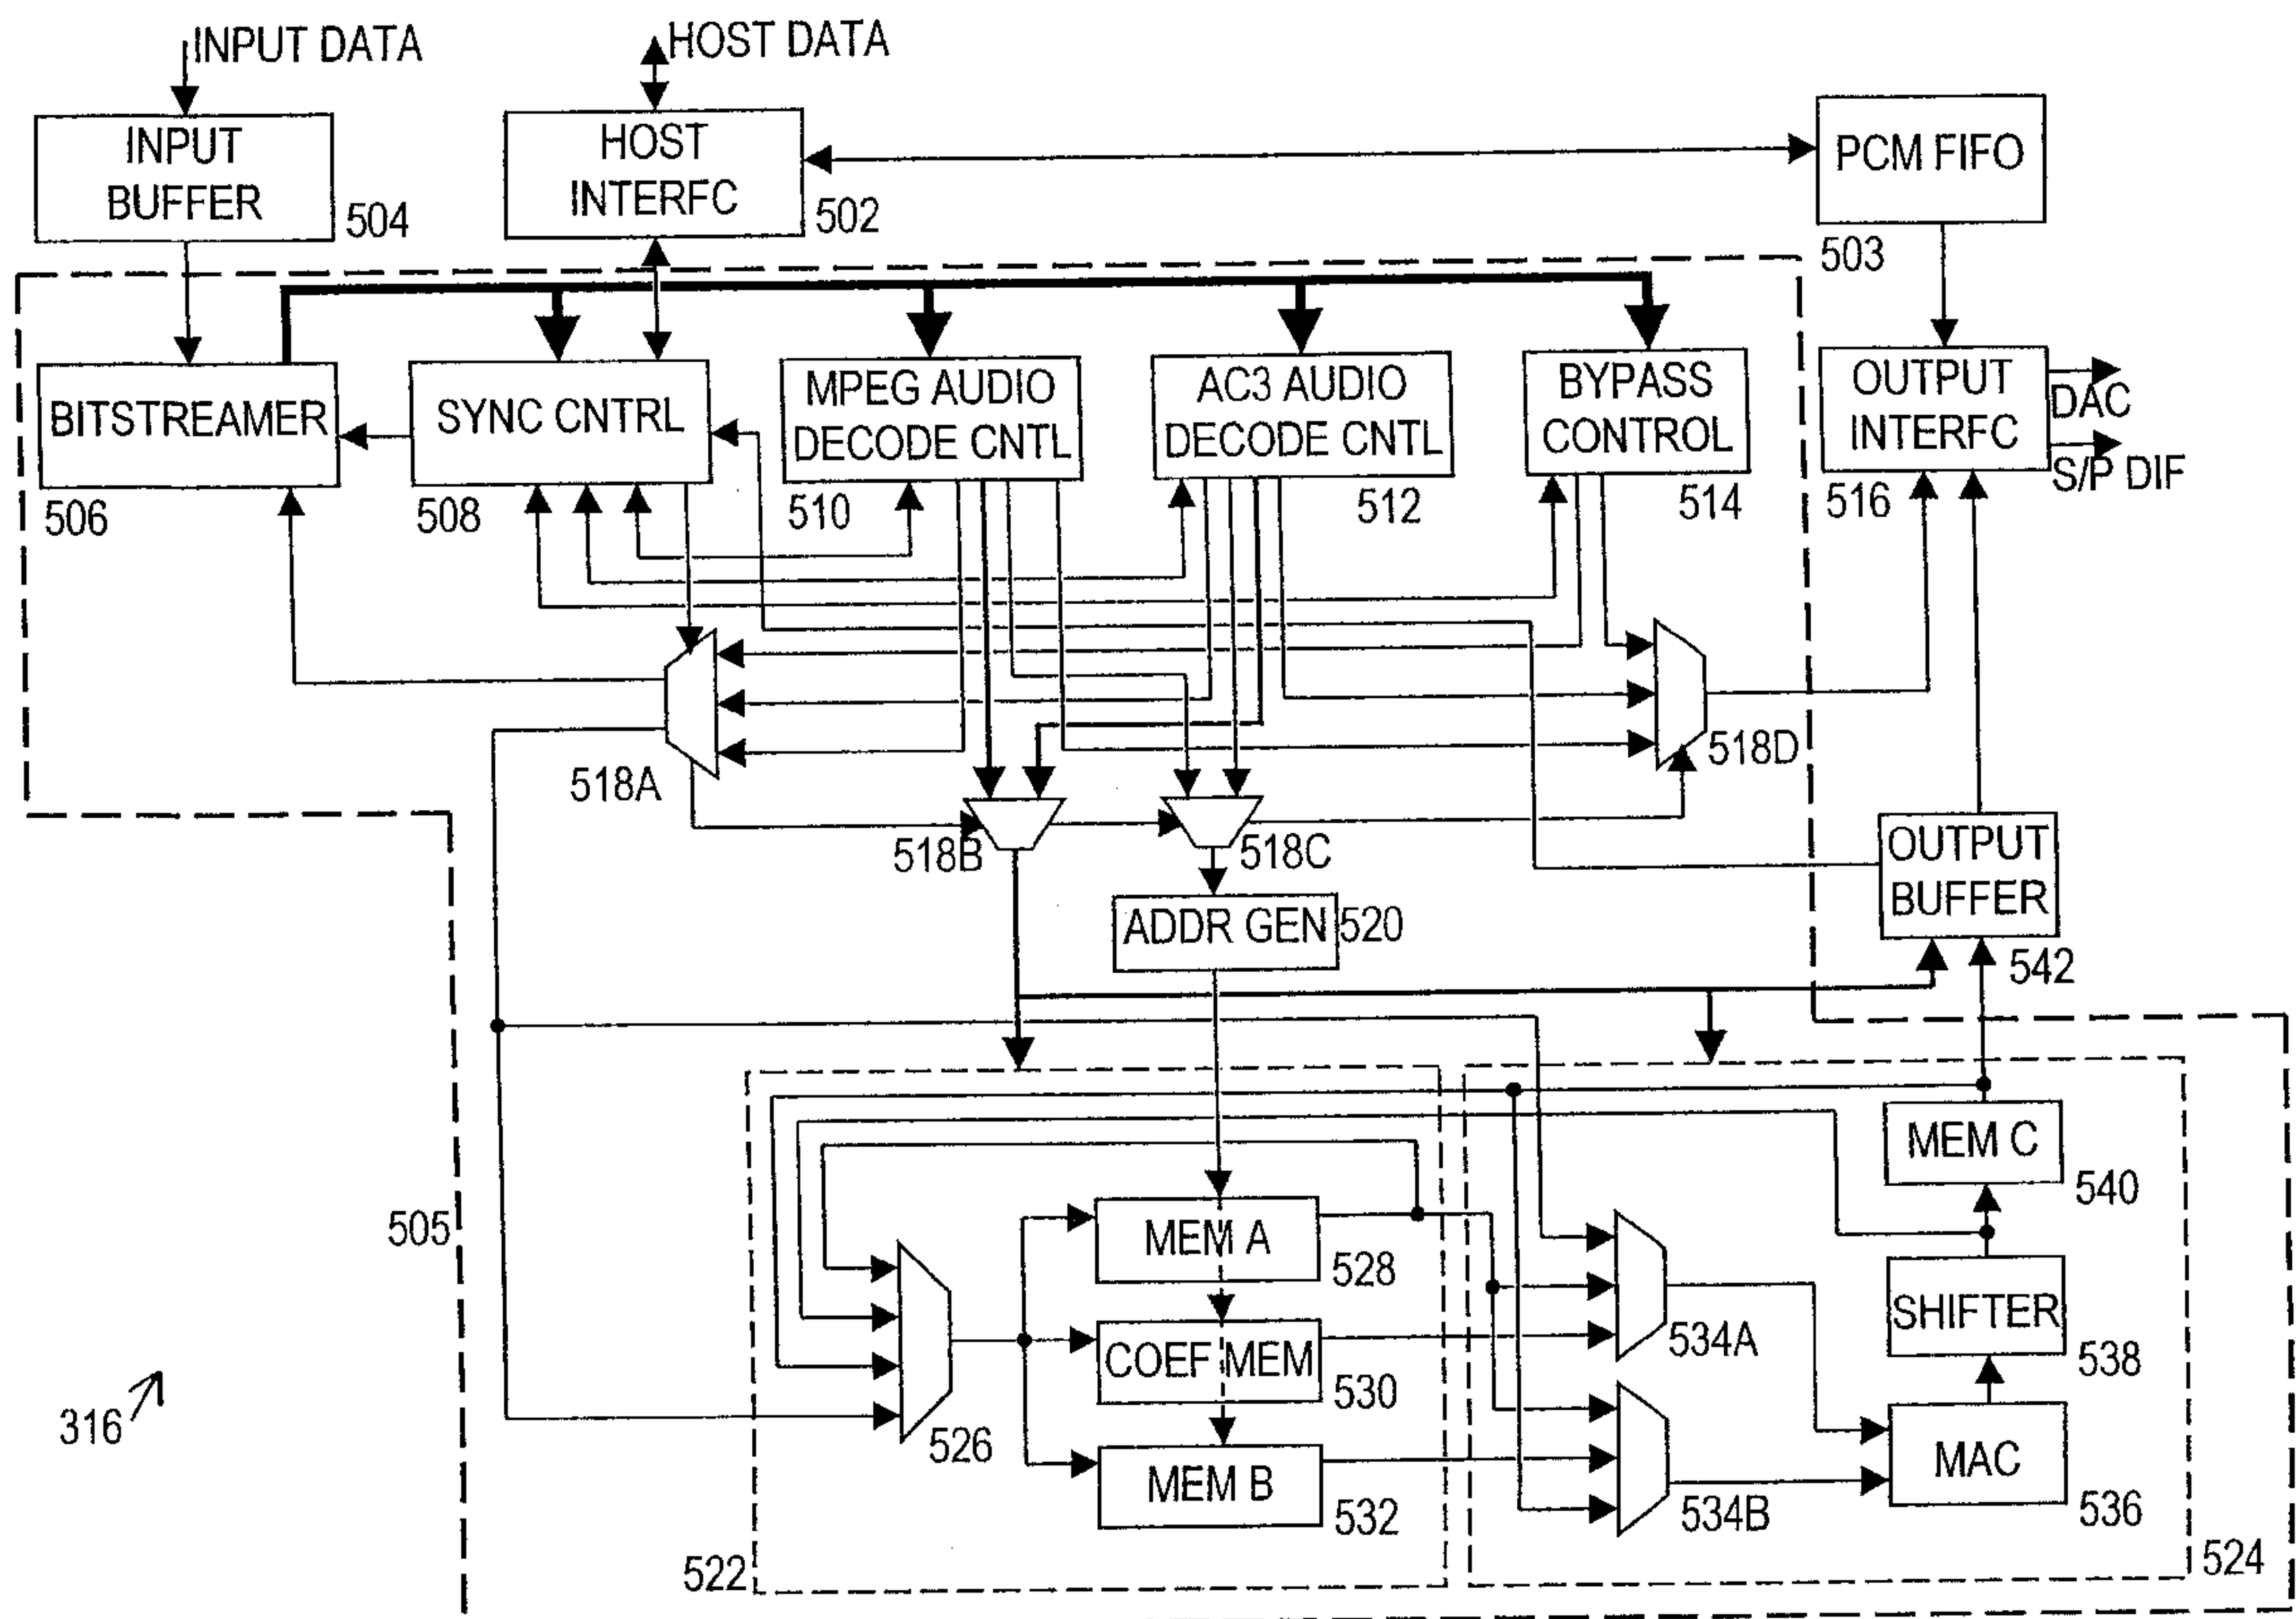 INPUT DATA
HOST DATA
INPUT
BUFFER
504
HOST
INTERFC
502
PCM FIFO
503
BITSTREAMER
506
SYNC CNTRL
508
MPEG AUDIO
DECODE CNTL
510
AC3 AUDIO
DECODE CNTL
512
BYPASS
CONTROL
514
OUTPUT
INTERFC
516
DAC
S/P DIF
518A
518B
518C
518D
ADDR GEN
520
OUTPUT
BUFFER
542
505
MEM A
528
COEF MEM
530
MEM B
532
526
522
534A
534B
MEM C
540
SHIFTER
538
MAC
536
524
316